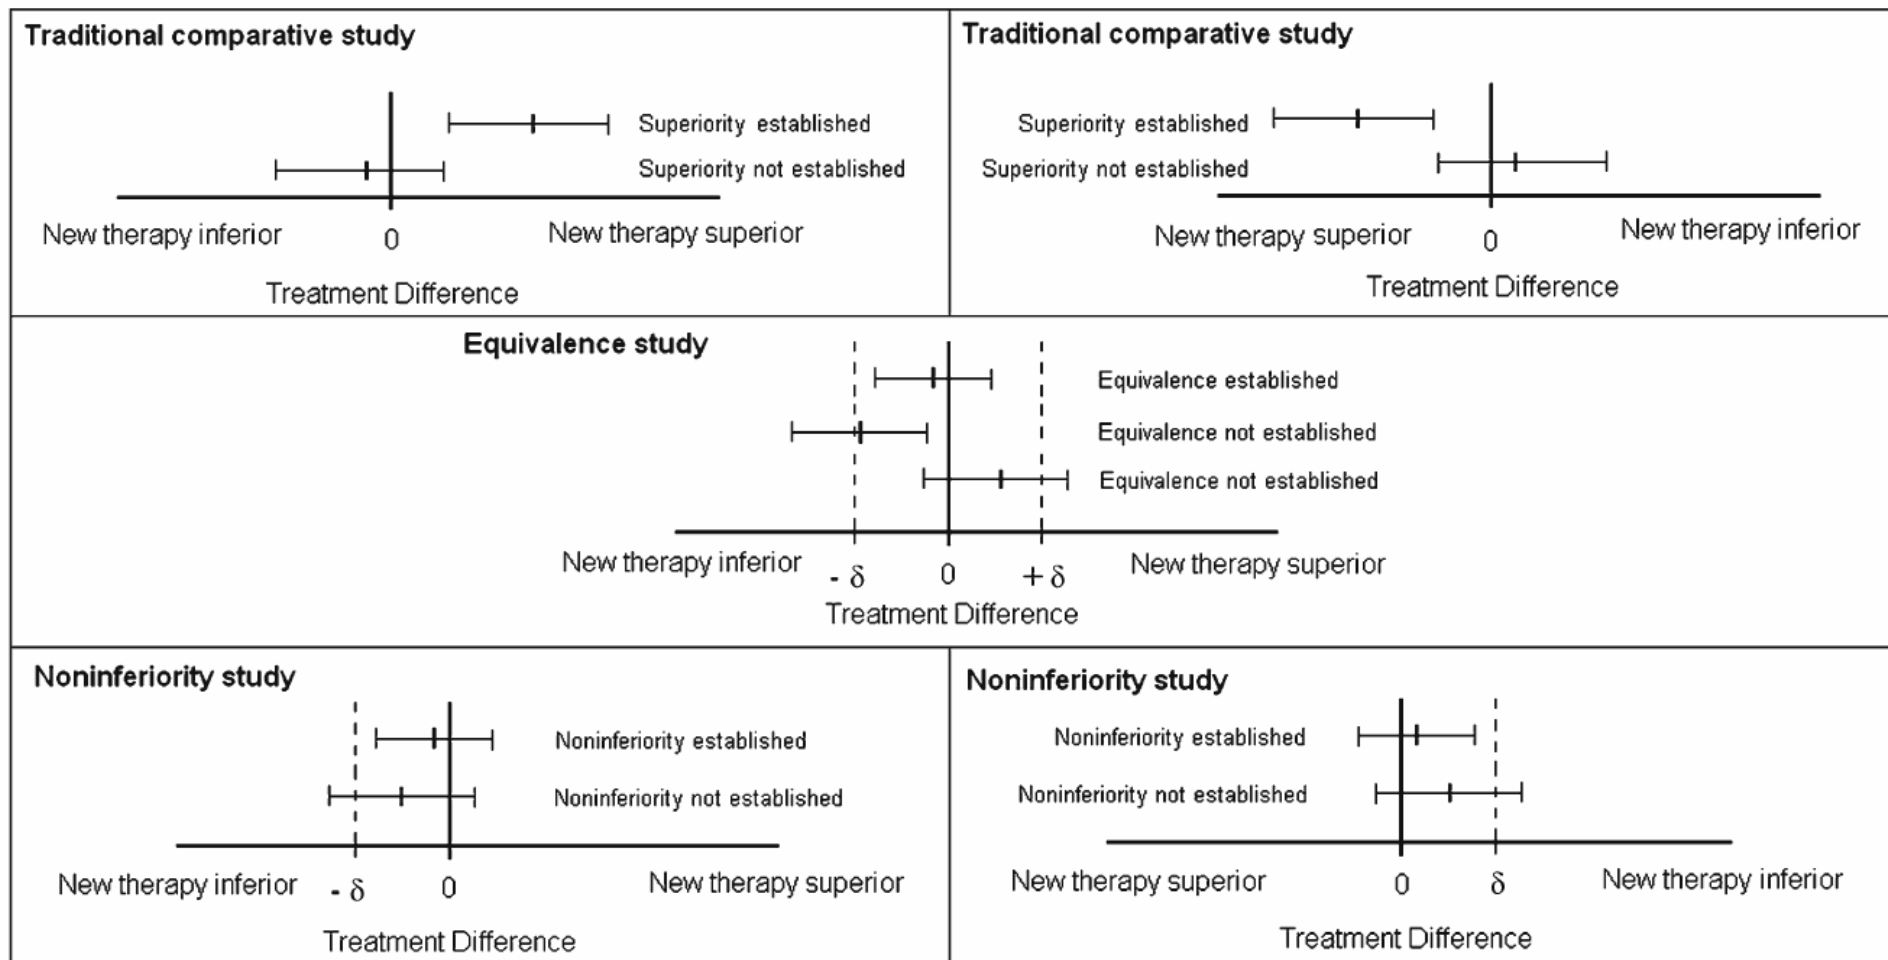 Traditional comparative study
Superiority established
Superiority not established
New therapy inferior
0
New therapy superior
Treatment Difference
Traditional comparative study
Superiority established
Superiority not established
New therapy superior
0
New therapy inferior
Treatment Difference
Equivalence study
Equivalence established
Equivalence not established
Equivalence not established
New therapy inferior
- δ
0
+ δ
New therapy superior
Treatment Difference
Noninferiority study
Noninferiority established
Noninferiority not established
New therapy inferior
- δ
0
New therapy superior
Treatment Difference
Noninferiority study
Noninferiority established
Noninferiority not established
New therapy superior
0
δ
New therapy inferior
Treatment Difference